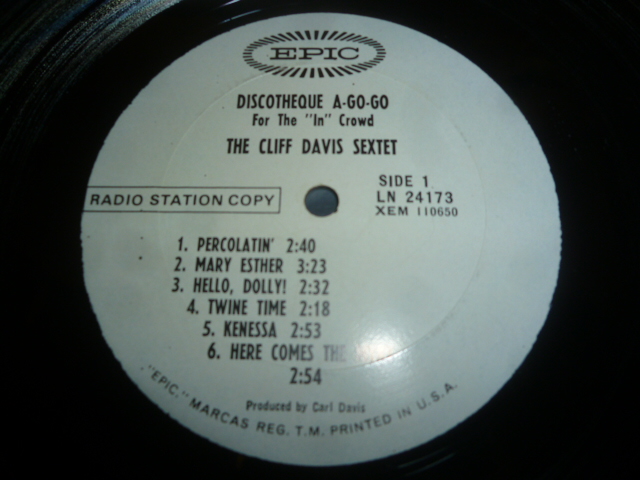 EPIC
DISCOTHEQUE A-GO-GO
For The "In" Crowd
THE CLIFF DAVIS SEXTET
SIDE 1
RADIO STATION COPY
LN 24173
XEM 110650
1. PERCOLATIN' 2:40
2. MARY ESTHER 3:23
3. HELLO, DOLLY! 2:32
4. TWINE TIME 2:18
5. KENESSA 2:53
6. HERE COMES THE
2:54
Produced by Carl Davis
"EPIC," MARCAS REG. T.M. PRINTED IN U.S.A.